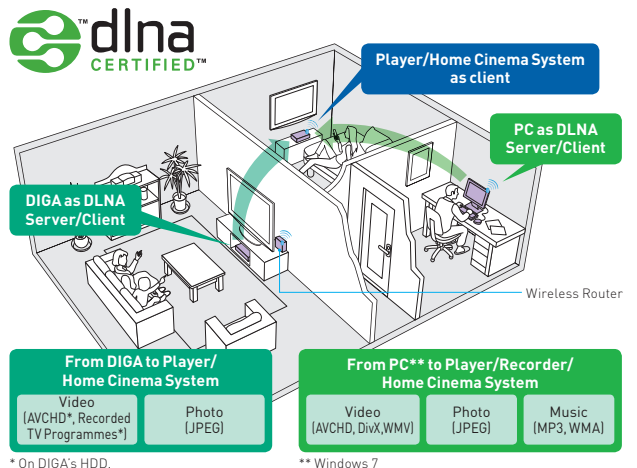 dlna™
CERTIFIED™
Player/Home Cinema System
as client
PC as DLNA
Server/Client
DIGA as DLNA
Server/Client
Wireless Router
From DIGA to Player/
Home Cinema System
Video
(AVCHD*, Recorded
TV Programmes*)
Photo
(JPEG)
From PC** to Player/Recorder/
Home Cinema System
Video
(AVCHD, DivX,WMV)
Photo
(JPEG)
Music
(MP3, WMA)
* On DIGA's HDD.
** Windows 7